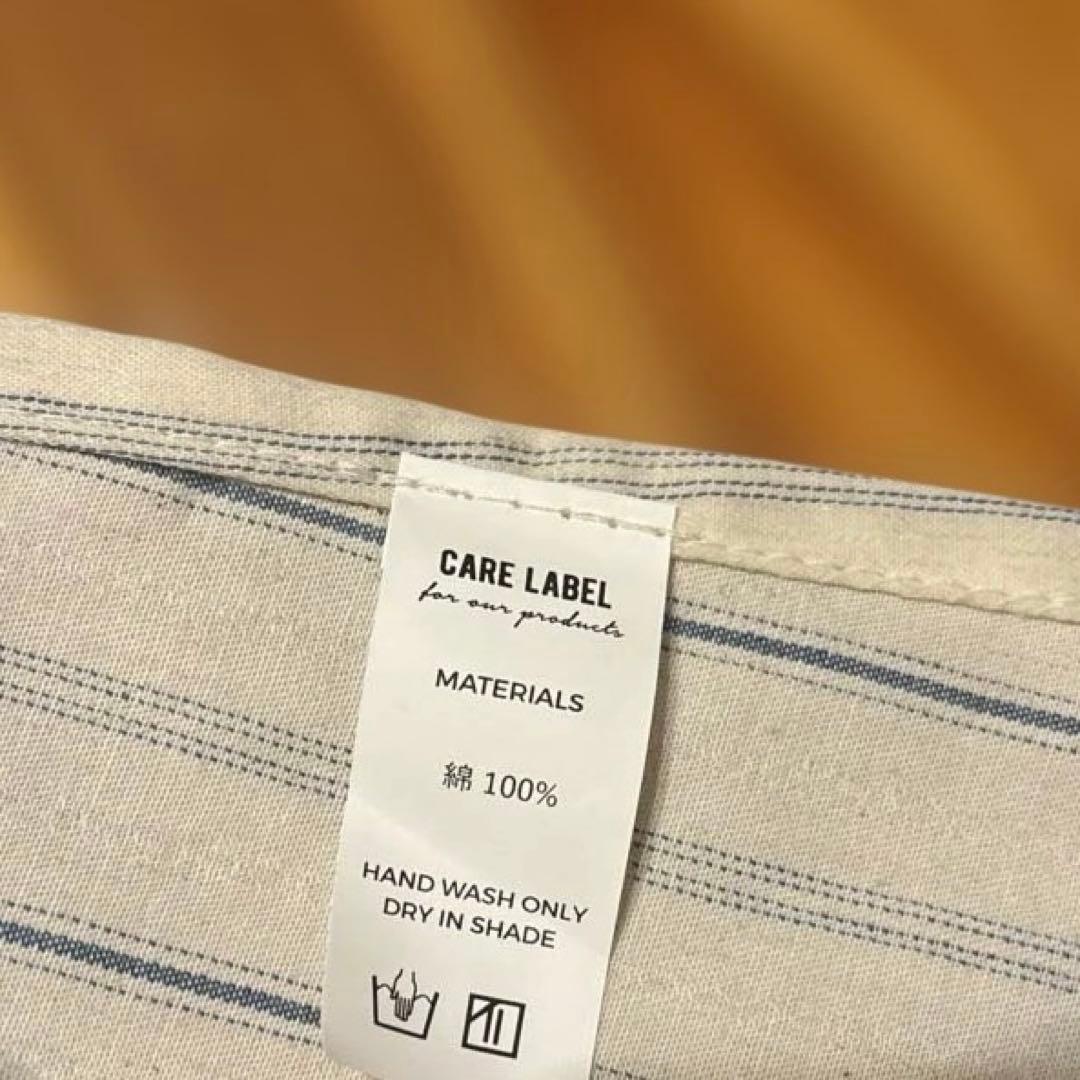 CARE LABEL
for our products
MATERIALS
綿 100%
HAND WASH ONLY
DRY IN SHADE